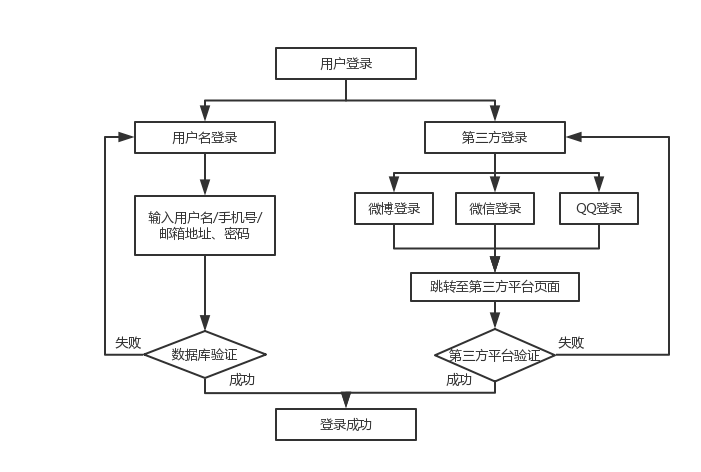 用户登录
用户名登录
第三方登录
输入用户名/手机号/
邮箱地址、密码
微博登录
微信登录
QQ登录
跳转至第三方平台页面
失败
数据库验证
第三方平台验证
失败
成功
成功
登录成功